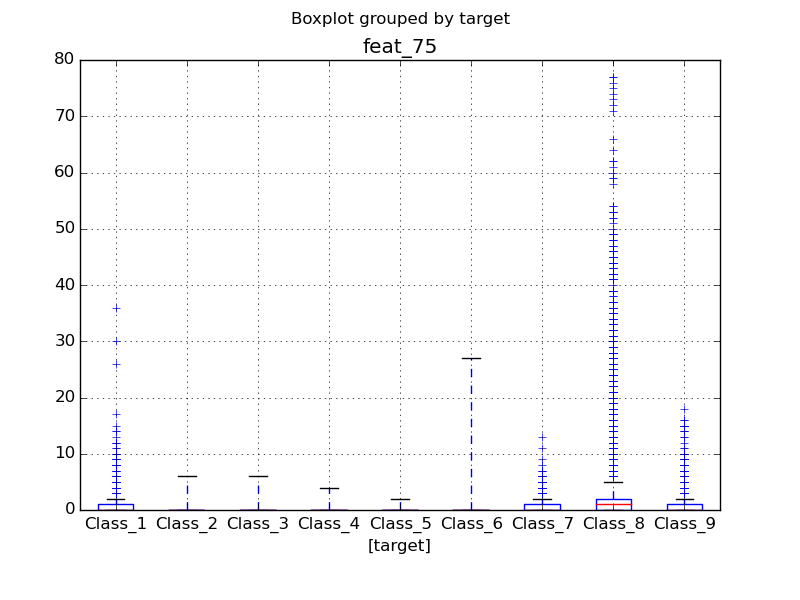 Boxplot grouped by target
feat_75
80
70
60
50
40
30
20
10
0
Class_1 Class_2 Class_3 Class_4 Class_5 Class_6 Class_7 Class_8 Class_9
[target]